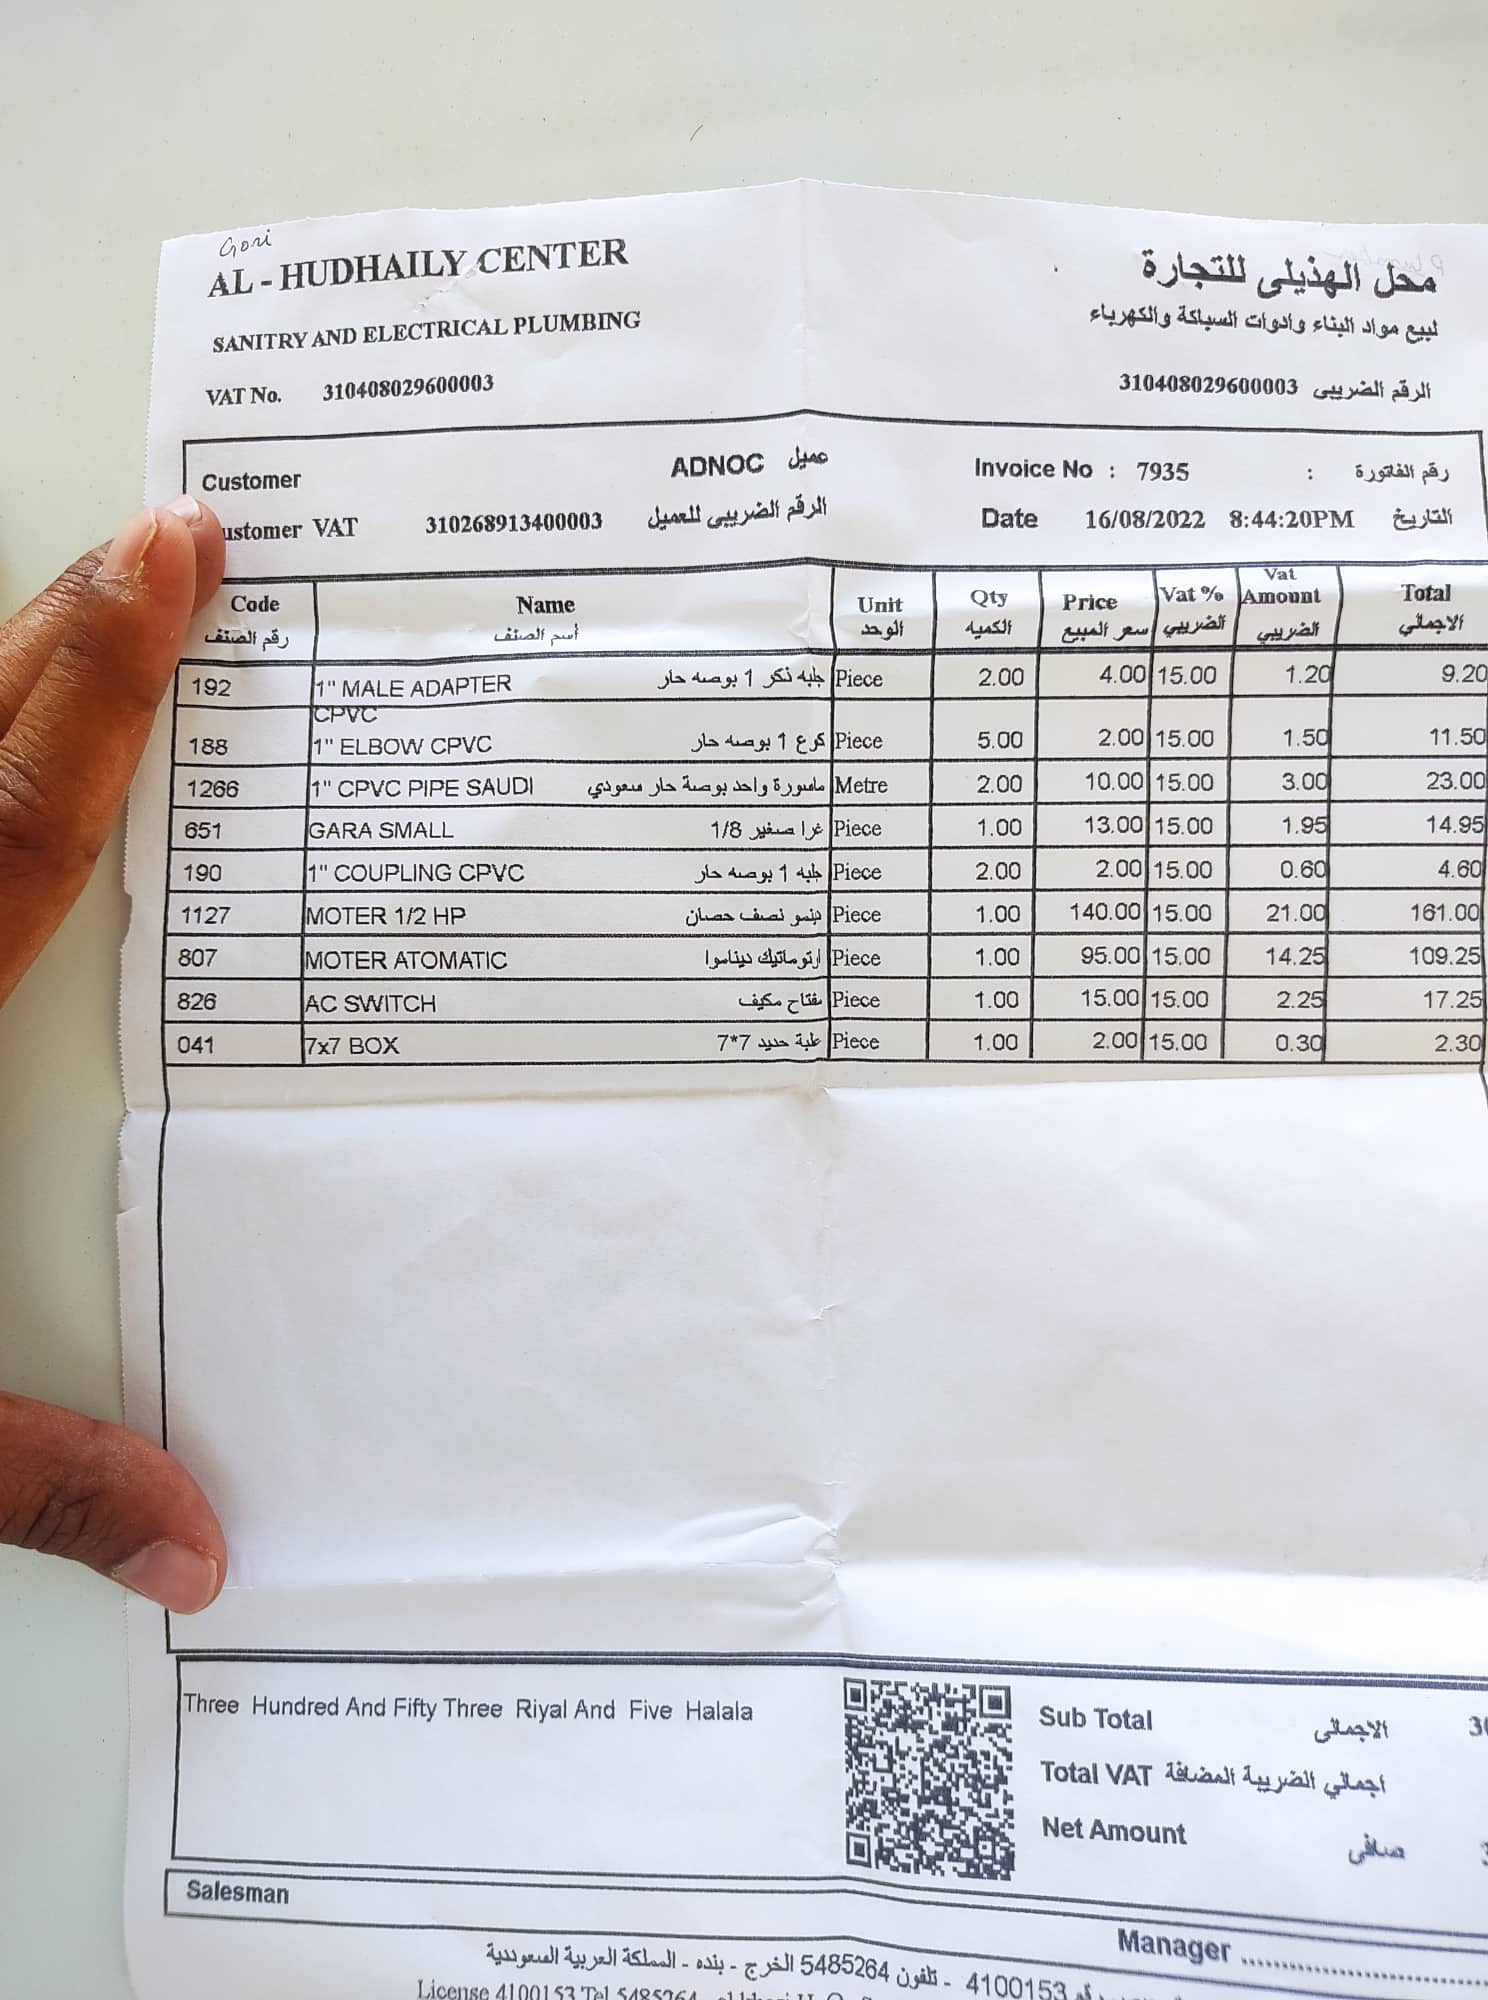 Gori
AL - HUDHAILY CENTER
محل الهذيلى للتجارة
SANITRY AND ELECTRICAL PLUMBING
لبيع مواد البناء وادوات السباكة والكهرباء
VAT No. 310408029600003
310408029600003 الرقم الضريبى
Customer ADNOC عميل
Invoice No : 7935 : رقم الفاتورة
ustomer VAT 310268913400003 الرقم الضريبى للعميل
Date 16/08/2022 8:44:20PM التاريخ
Code Name Unit Qty Price Vat % Vat Amount Total
رقم الصنف أسم الصنف الوحد الكميه سعر المبيع الضريبي الضريبي الاجمالي
192 1" MALE ADAPTER CPVC جلبه ذكر 1 بوصه حار Piece 2.00 4.00 15.00 1.20 9.20
188 1" ELBOW CPVC كرع 1 بوصه حار Piece 5.00 2.00 15.00 1.50 11.50
1266 1" CPVC PIPE SAUDI ماسورة واحد بوصة حار سعودي Metre 2.00 10.00 15.00 3.00 23.00
651 GARA SMALL غرا صغير 1/8 Piece 1.00 13.00 15.00 1.95 14.95
190 1" COUPLING CPVC جلبه 1 بوصه حار Piece 2.00 2.00 15.00 0.60 4.60
1127 MOTER 1/2 HP دينمو نصف حصان Piece 1.00 140.00 15.00 21.00 161.00
807 MOTER ATOMATIC ارتوماتيك ديناموا Piece 1.00 95.00 15.00 14.25 109.25
826 AC SWITCH مفتاح مكيف Piece 1.00 15.00 15.00 2.25 17.25
041 7x7 BOX علبة حديد 7*7 Piece 1.00 2.00 15.00 0.30 2.30
Three Hundred And Fifty Three Riyal And Five Halala
Sub Total الاجمالى
Total VAT اجمالي الضريبة المضافة
Net Amount صافى
Salesman
Manager
4100153 - تلفون 5485264 الخرج - بنده - المملكة العربية السعودية
License 4100153 Tel 5485264